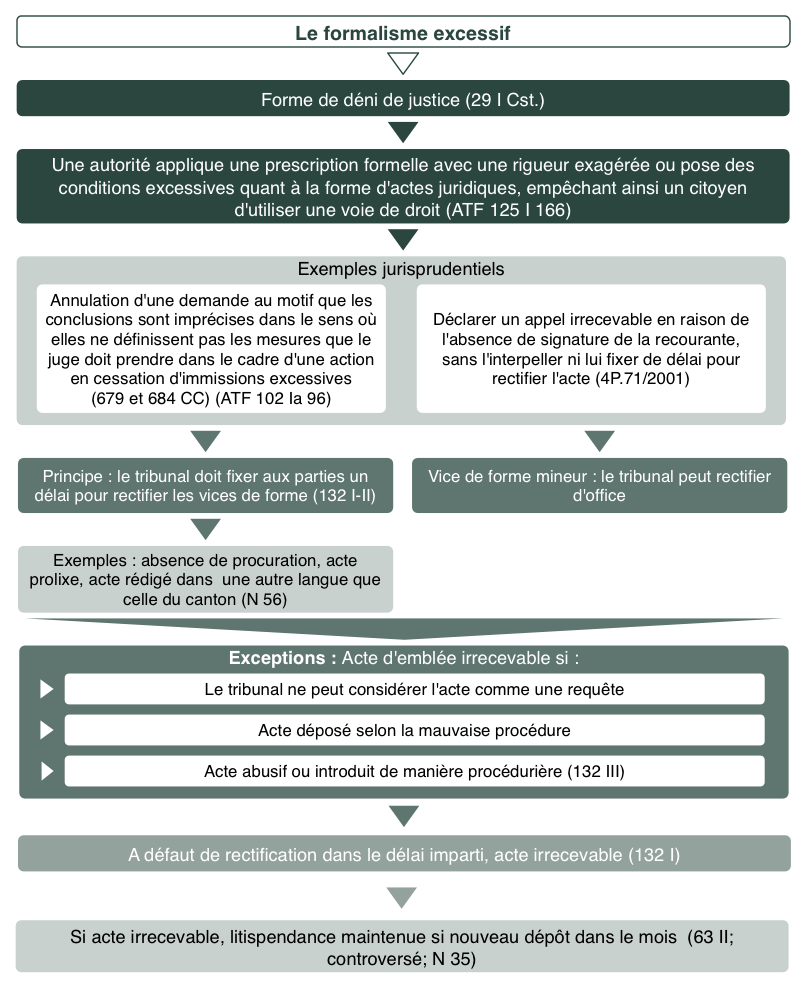 Le formalisme excessif
Forme de déni de justice (29 I Cst.)
Une autorité applique une prescription formelle avec une rigueur exagérée ou pose des
conditions excessives quant à la forme d'actes juridiques, empêchant ainsi un citoyen
d'utiliser une voie de droit (ATF 125 I 166)
Exemples jurisprudentiels
Annulation d'une demande au motif que les
conclusions sont imprécises dans le sens où
elles ne définissent pas les mesures que le
juge doit prendre dans le cadre d'une action
en cessation d'immissions excessives
(679 et 684 CC) (ATF 102 Ia 96)
Déclarer un appel irrecevable en raison de
l'absence de signature de la recourante,
sans l'interpeller ni lui fixer de délai pour
rectifier l'acte (4P.71/2001)
Principe : le tribunal doit fixer aux parties un
délai pour rectifier les vices de forme (132 I-II)
Vice de forme mineur : le tribunal peut rectifier
d'office
Exemples : absence de procuration, acte
prolixe, acte rédigé dans une autre langue que
celle du canton (N 56)
Exceptions : Acte d'emblée irrecevable si :
Le tribunal ne peut considérer l'acte comme une requête
Acte déposé selon la mauvaise procédure
Acte abusif ou introduit de manière procédurière (132 III)
A défaut de rectification dans le délai imparti, acte irrecevable (132 I)
Si acte irrecevable, litispendance maintenue si nouveau dépôt dans le mois (63 II;
controversé; N 35)